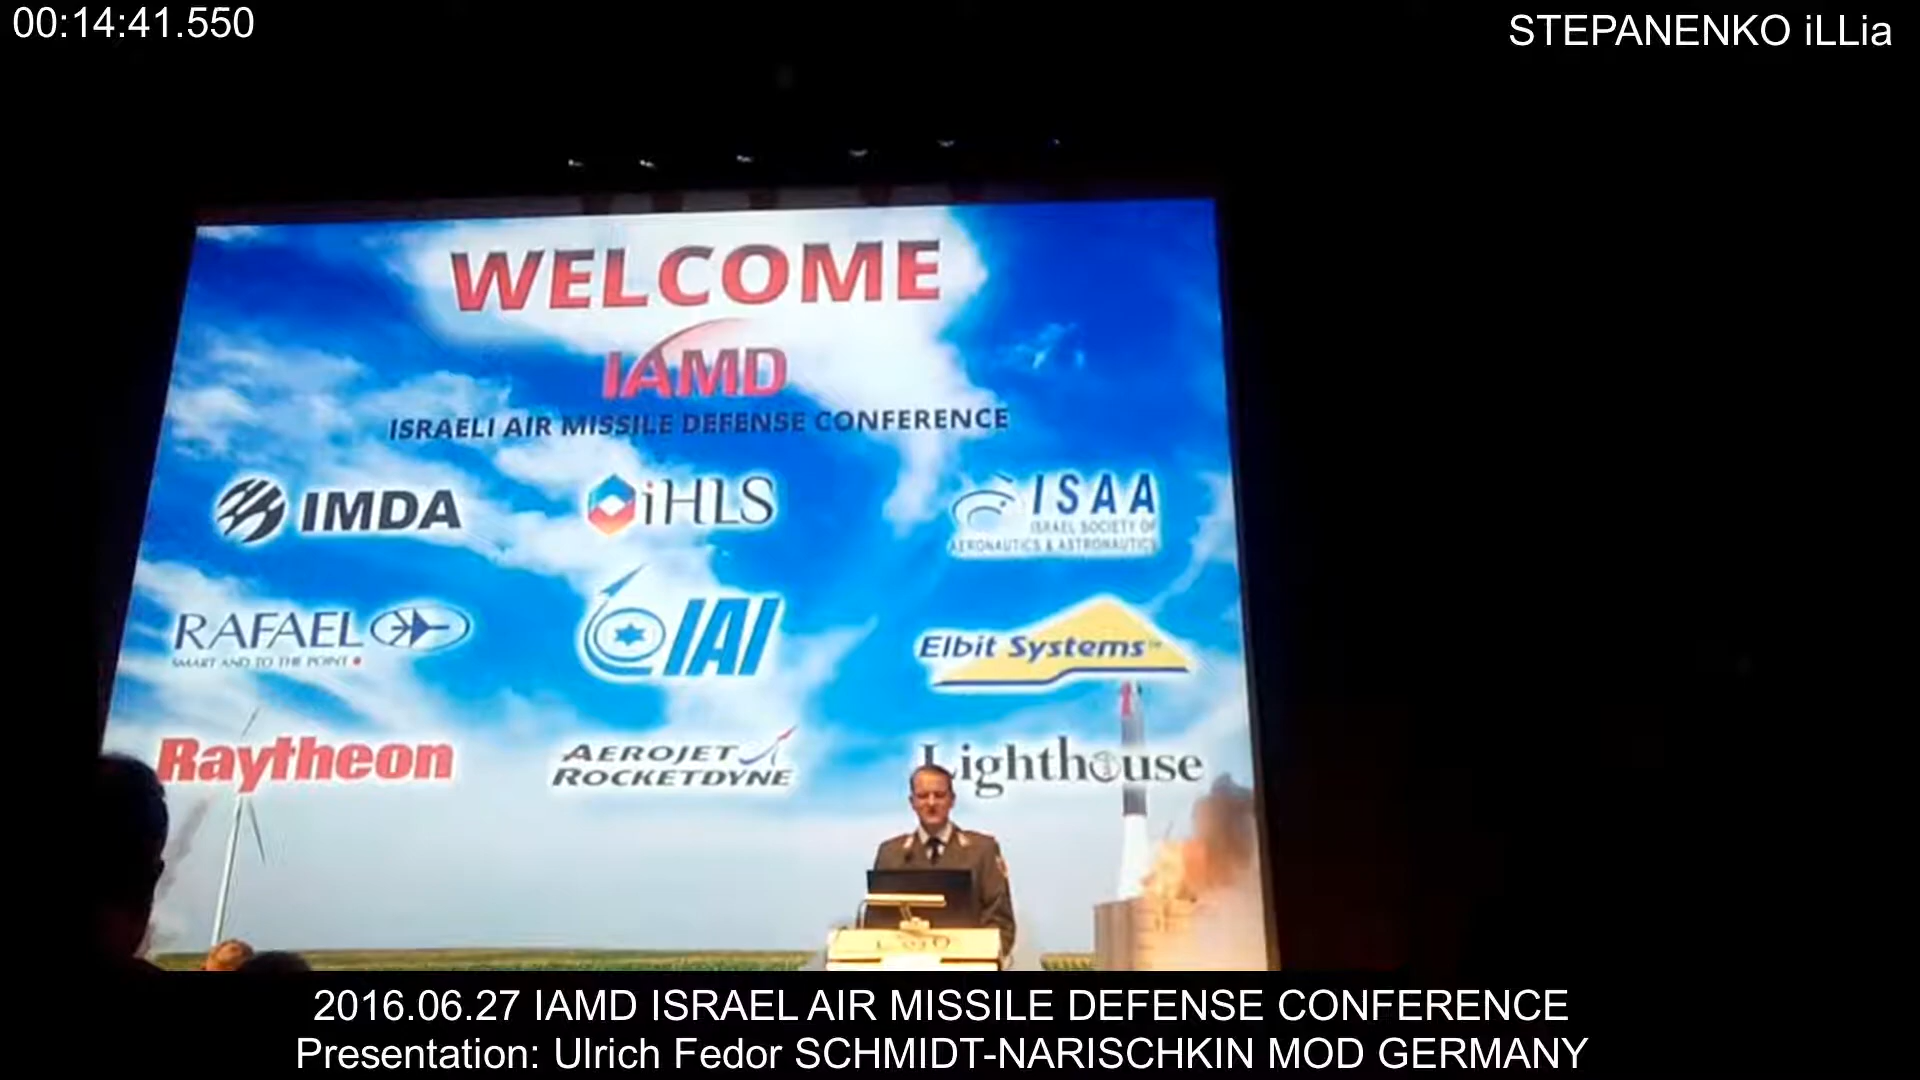 00:14:41.550
STEPANENKO iLLia
WELCOME
IAMD
ISRAELI AIR MISSILE DEFENSE CONFERENCE
IMDA
iHLS
ISAA
ISRAEL SOCIETY OF
AERONAUTICS & ASTRONAUTICS
RAFAEL
SMART AND TO THE POINT
IAI
Elbit Systems™
Raytheon
AEROJET
ROCKETDYNE
Lighthouse
2016.06.27 IAMD ISRAEL AIR MISSILE DEFENSE CONFERENCE
Presentation: Ulrich Fedor SCHMIDT-NARISCHKIN MOD GERMANY